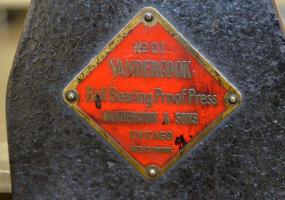 No 01
VANDERCOOK
Ball Bearing Proof Press
VANDERCOOK & SONS
CHICAGO